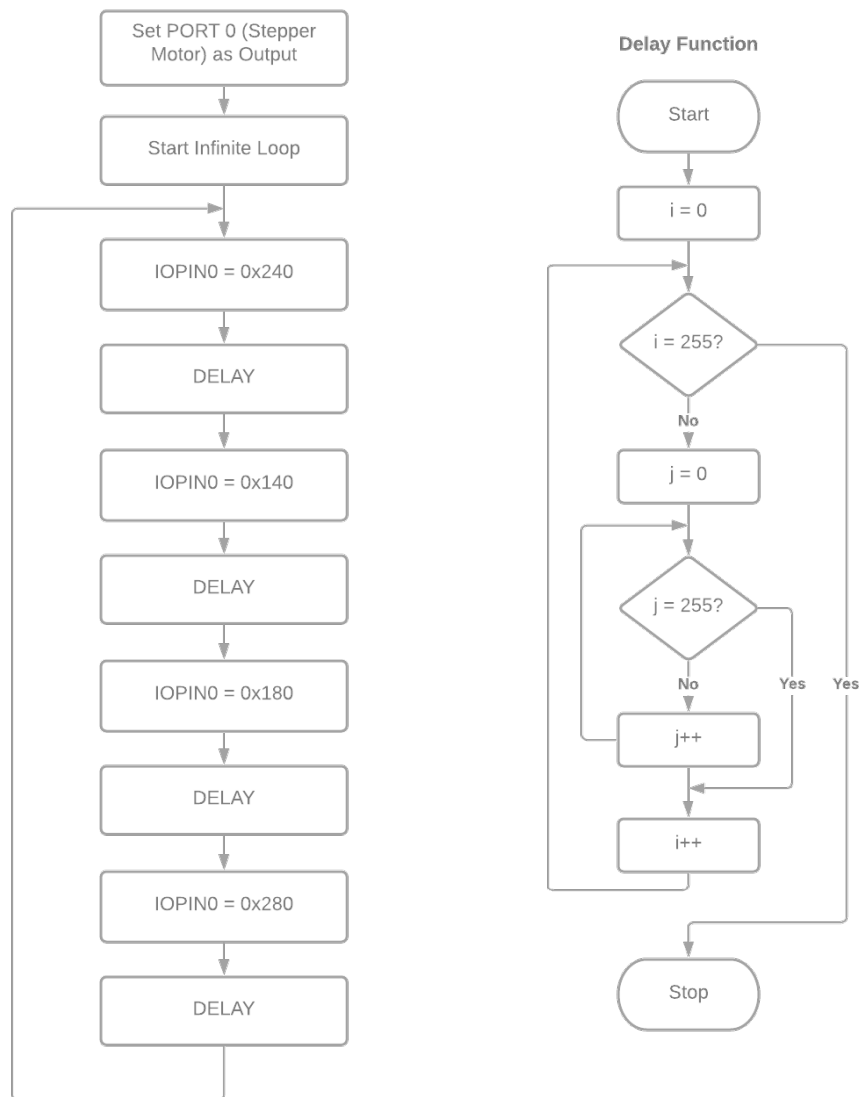 Set PORT 0 (Stepper
Motor) as Output
Start Infinite Loop
IOPIN0 = 0x240
DELAY
IOPIN0 = 0x140
DELAY
IOPIN0 = 0x180
DELAY
IOPIN0 = 0x280
DELAY
Delay Function
Start
i = 0
i = 255?
No
j = 0
j = 255?
No
Yes
Yes
j++
i++
Stop